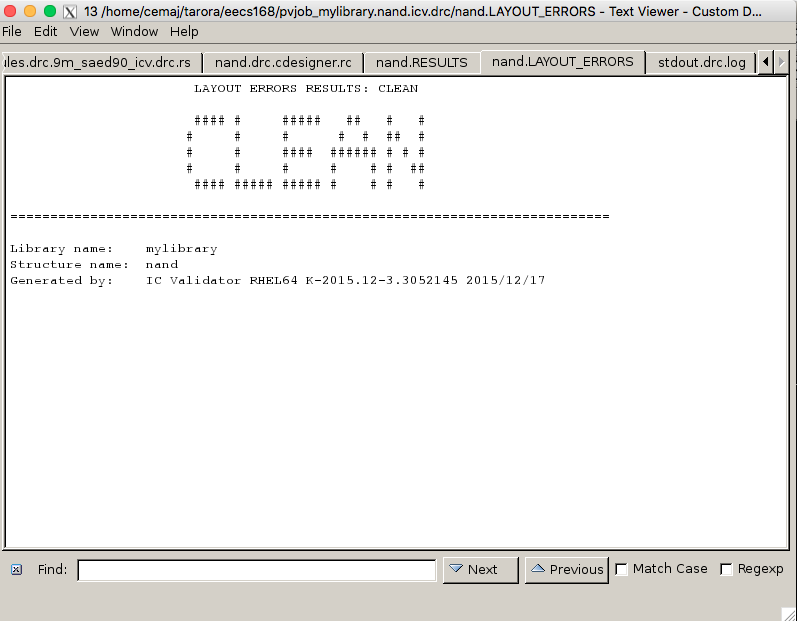 13 /home/cemaj/tarora/eecs168/pvjob_mylibrary.nand.icv.drc/nand.LAYOUT_ERRORS - Text Viewer - Custom D...
File Edit View Window Help
ules.drc.9m_saed90_icv.drc.rs nand.drc.cdesigner.rc nand.RESULTS nand.LAYOUT_ERRORS stdout.drc.log
LAYOUT ERRORS RESULTS: CLEAN
#### #     #####   ##   #   #
#     #     #      #  #  ##  #
#     #     ####  ###### # # #
#     #     #     #    # #  ##
#### ##### ##### #    # #   #
===========================================================================
Library name: mylibrary
Structure name: nand
Generated by: IC Validator RHEL64 K-2015.12-3.3052145 2015/12/17
Find: Next Previous Match Case Regexp